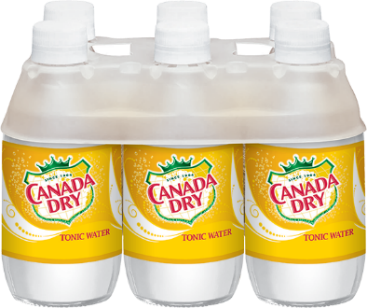 SINCE 1904
CANADA
DRY
TONIC WATER
SINCE 1904
CANADA
DRY
TONIC WATER
SINCE 1904
CANADA
DRY
TONIC WATER